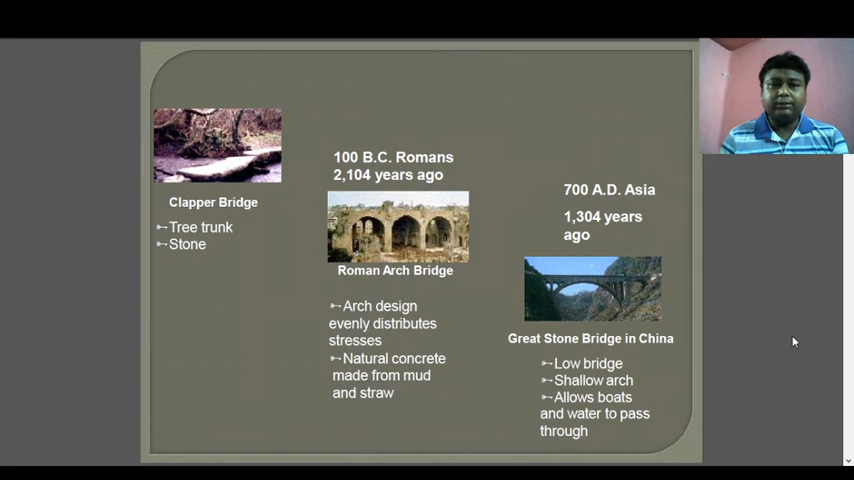 Clapper Bridge
Tree trunk
Stone
100 B.C. Romans
2,104 years ago
Roman Arch Bridge
Arch design
evenly distributes
stresses
Natural concrete
made from mud
and straw
700 A.D. Asia
1,304 years
ago
Great Stone Bridge in China
Low bridge
Shallow arch
Allows boats
and water to pass
through